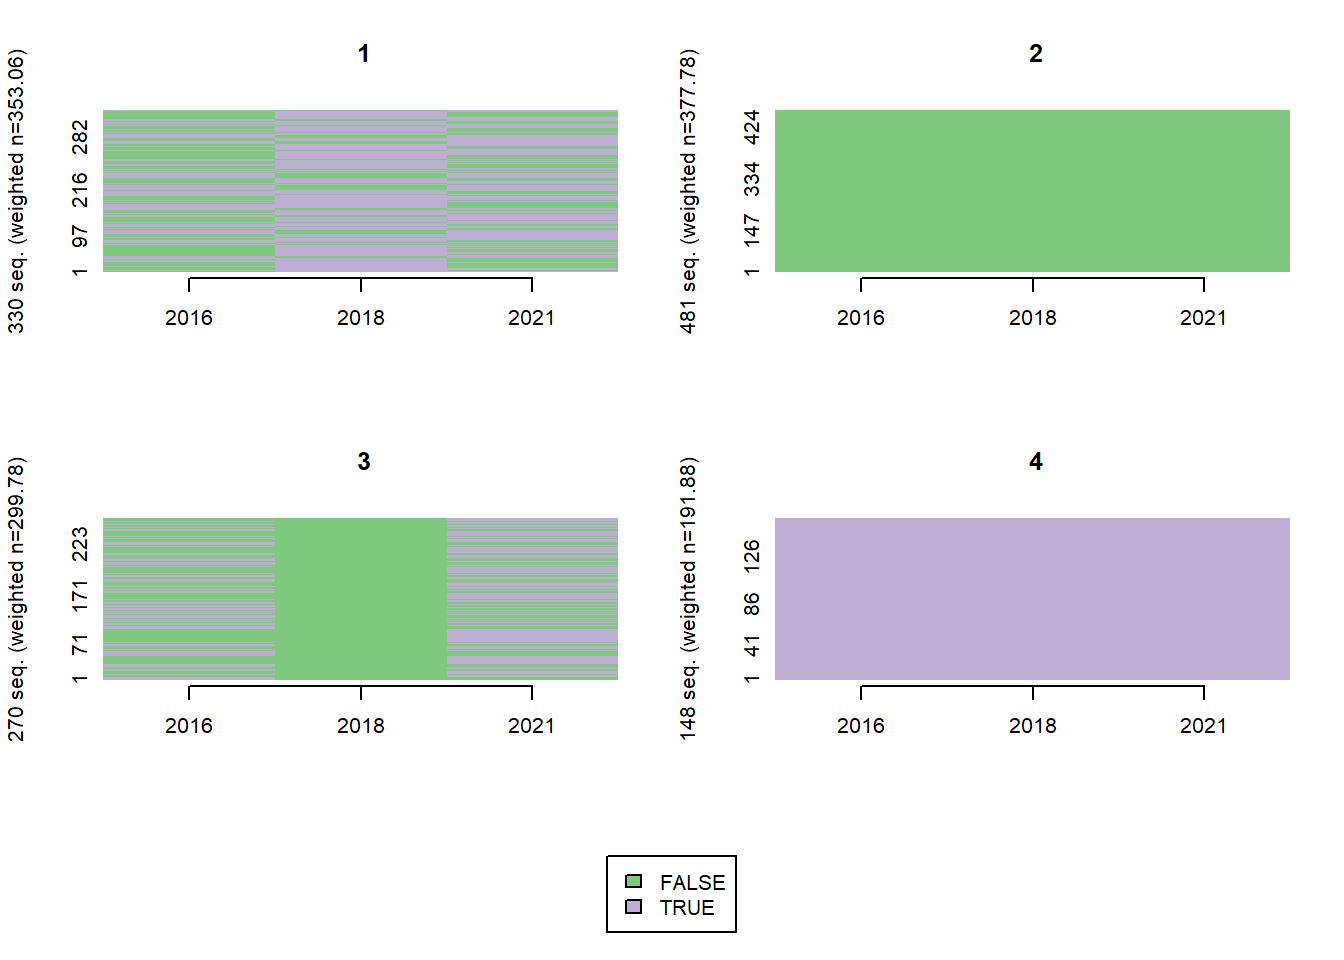 1
330 seq. (weighted n=353.06)
282
216
97
1
2016 2018 2021
2
481 seq. (weighted n=377.78)
424
334
147
1
2016 2018 2021
3
270 seq. (weighted n=299.78)
223
171
71
1
2016 2018 2021
4
148 seq. (weighted n=191.88)
126
86
41
1
2016 2018 2021
FALSE
TRUE